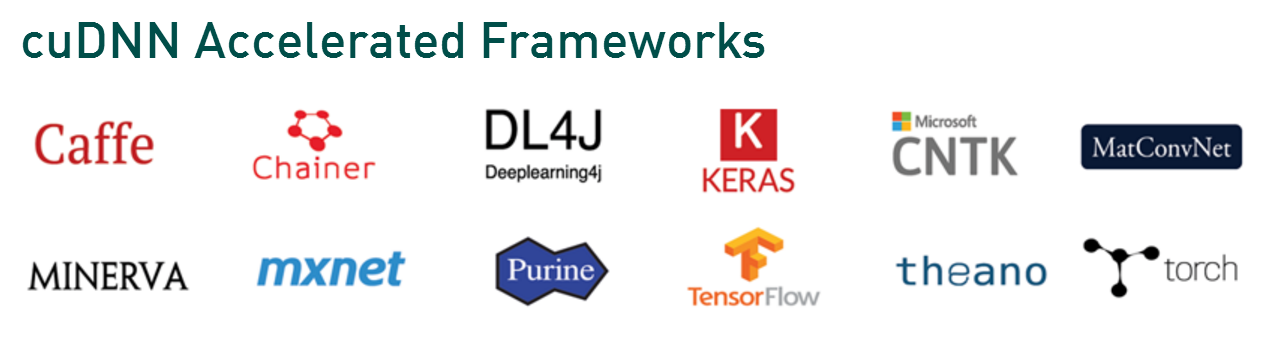 cuDNN Accelerated Frameworks
Caffe
Chainer
DL4J
Deeplearning4j
K
KERAS
Microsoft
CNTK
MatConvNet
MINERVA
mxnet
Purine
TensorFlow
theano
torch